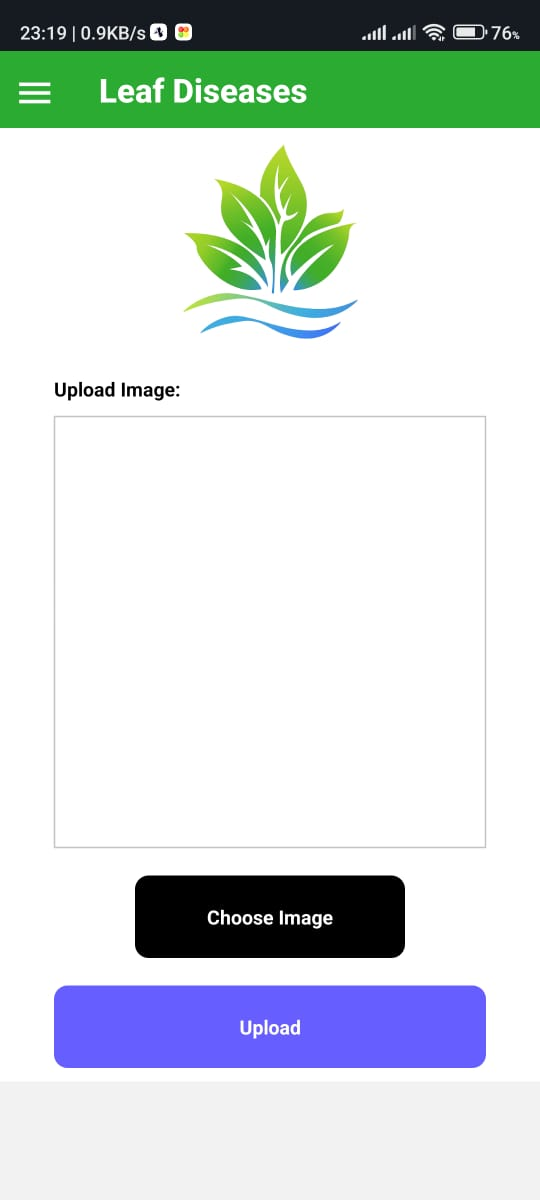 23:19 | 0.9KB/s 76%
Leaf Diseases
Upload Image:
Choose Image
Upload